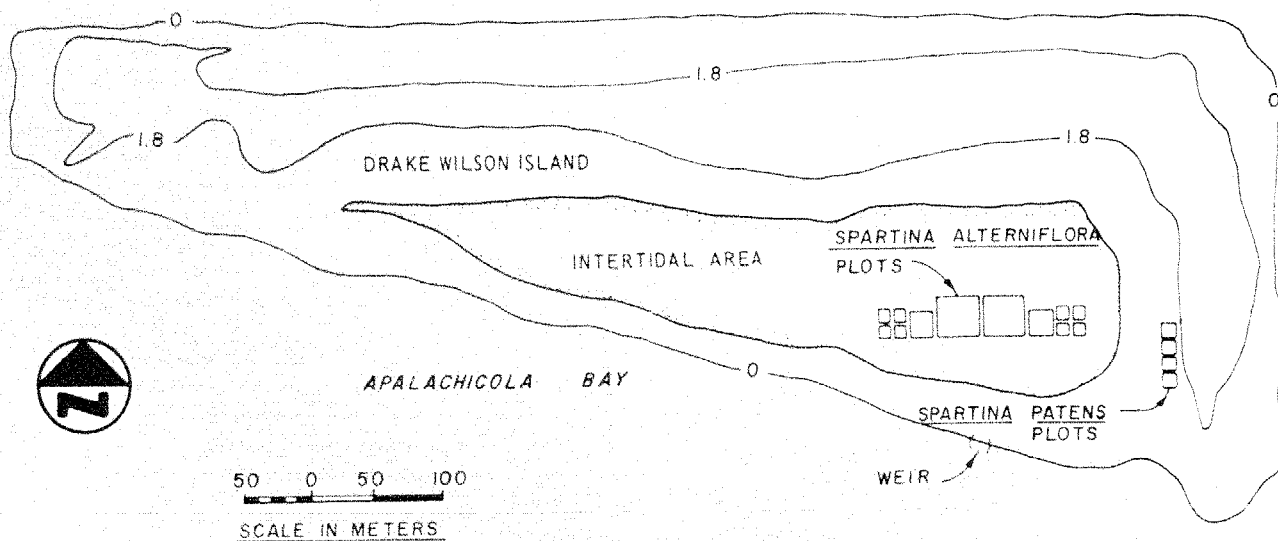 0
1.8
0
1.8
1.8
DRAKE WILSON ISLAND
SPARTINA ALTERNIFLORA
PLOTS
INTERTIDAL AREA
N
APALACHICOLA BAY
0
SPARTINA PATENS
PLOTS
WEIR
50 0 50 100
SCALE IN METERS